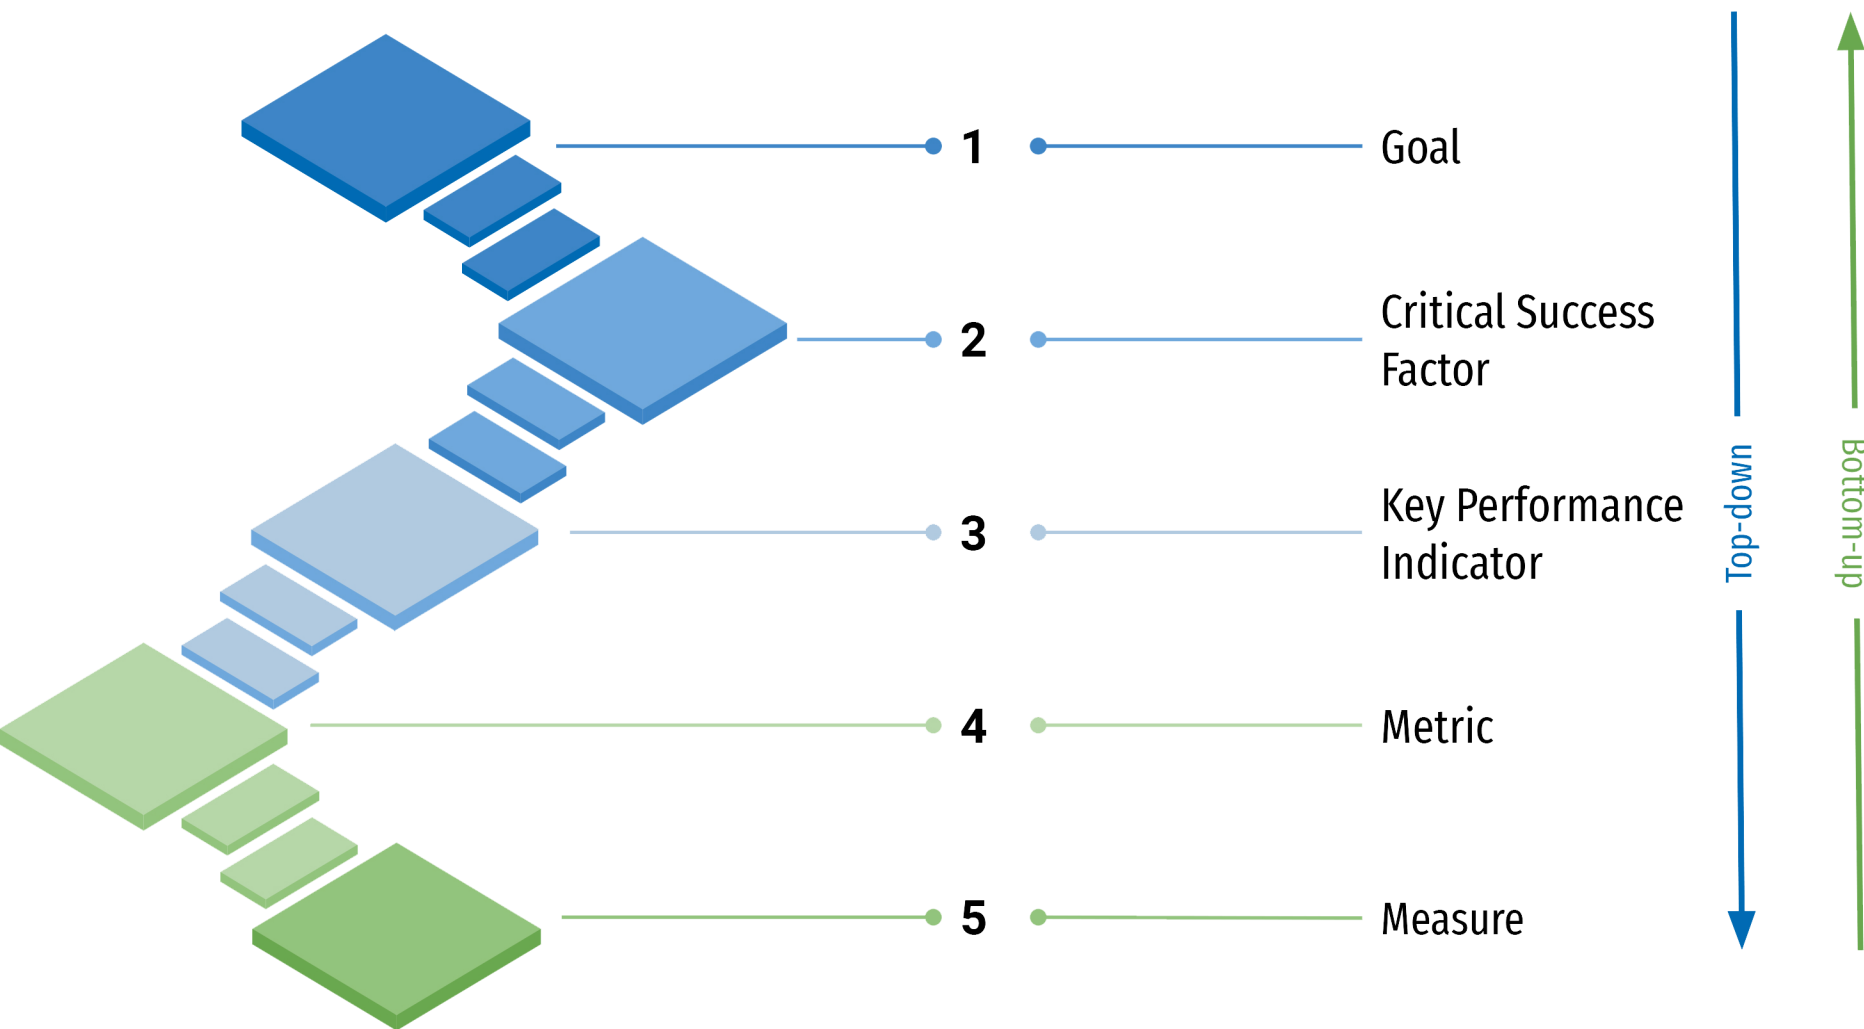 1
Goal
2
Critical Success
Factor
3
Key Performance
Indicator
4
Metric
5
Measure
Top-down
Bottom-up